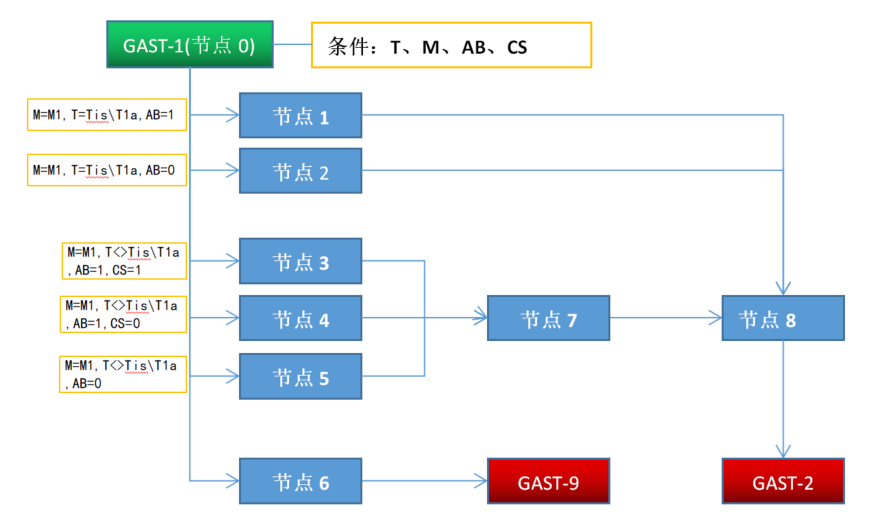 GAST-1(节点 0)
条件：T、M、AB、CS
M=M1,T=Tis\T1a,AB=1
节点 1
M=M1,T=Tis\T1a,AB=0
节点 2
M=M1,T<>Tis\T1a
,AB=1,CS=1
节点 3
M=M1,T<>Tis\T1a
,AB=1,CS=0
节点 4
节点 7
节点 8
M=M1,T<>Tis\T1a
,AB=0
节点 5
节点 6
GAST-9
GAST-2